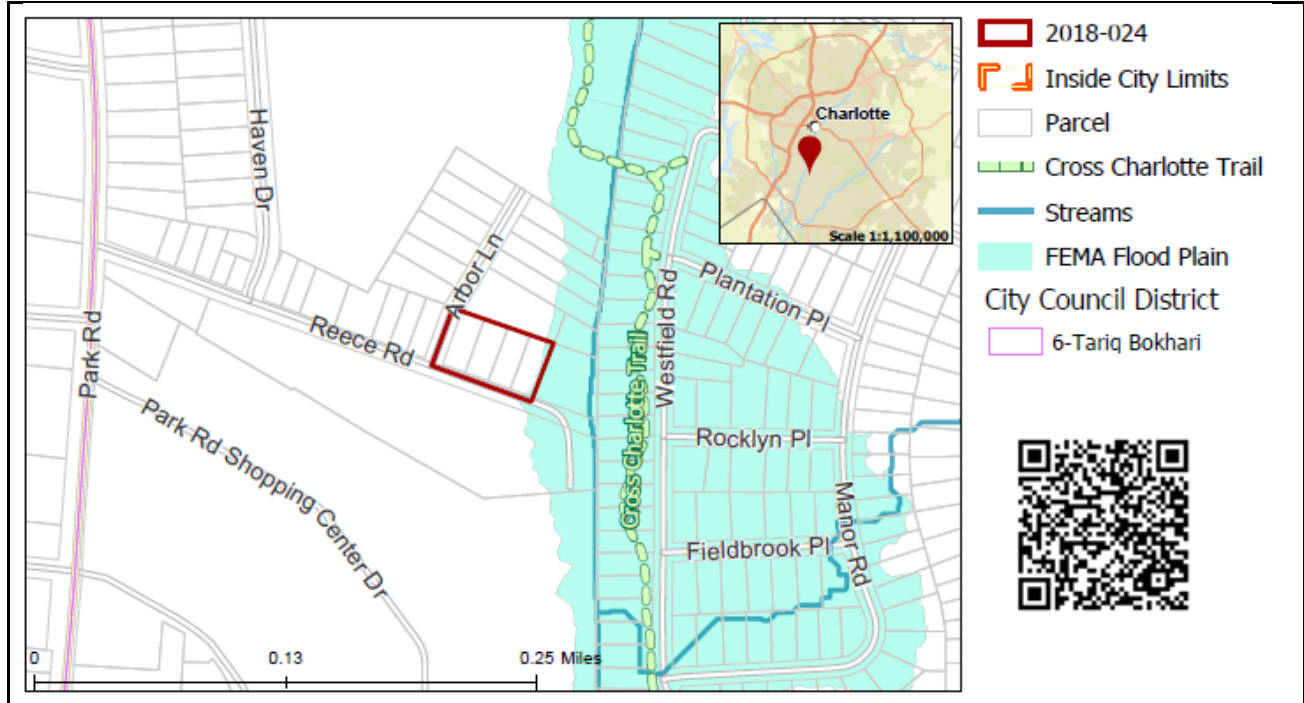 Haven Dr
Arbor Ln
Reece Rd
Park Rd
Park Rd Shopping Center Dr
Cross Charlotte Trail
Westfield Rd
Plantation Pl
Rocklyn Pl
Fieldbrook Pl
Manor Rd
0
0.13
0.25 Miles
Charlotte
Scale 1:1,100,000
2018-024
Inside City Limits
Parcel
Cross Charlotte Trail
Streams
FEMA Flood Plain
City Council District
6-Tariq Bokhari